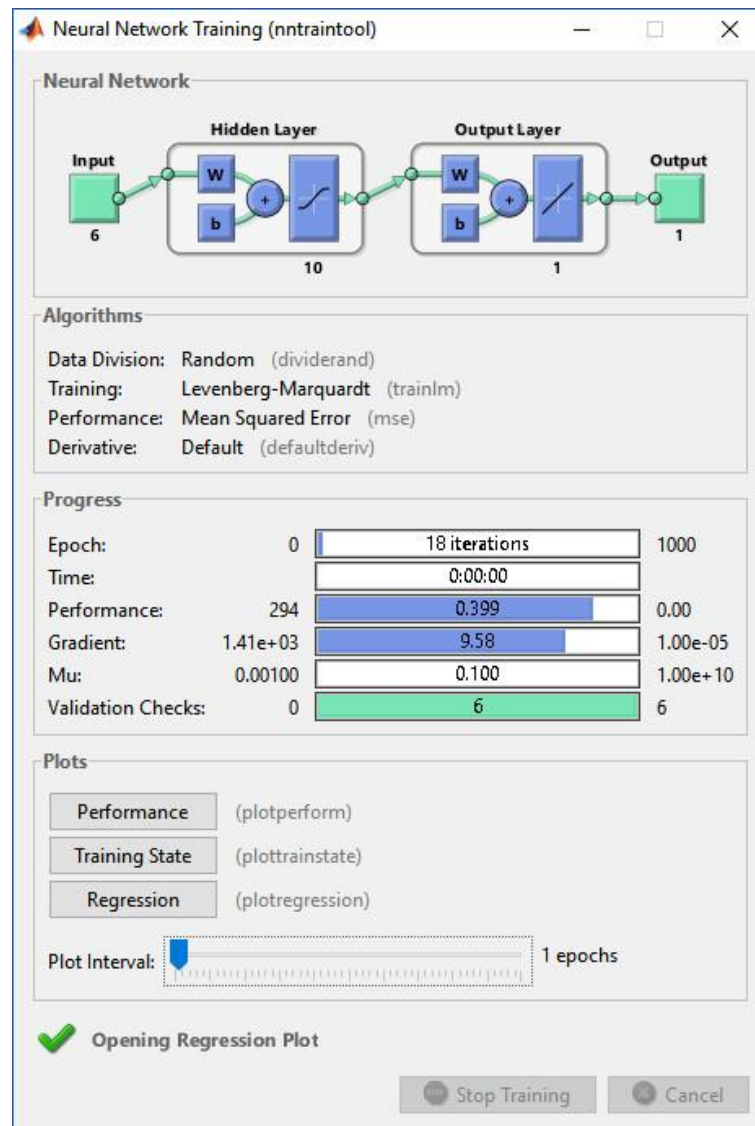 Neural Network Training (nntraintool)
Neural Network
Hidden Layer
Output Layer
Input
W
b
+
W
b
+
Output
6
10
1
1
Algorithms
Data Division: Random (dividerand)
Training: Levenberg-Marquardt (trainlm)
Performance: Mean Squared Error (mse)
Derivative: Default (defaultderiv)
Progress
Epoch: 0 18 iterations 1000
Time: 0:00:00
Performance: 294 0.399 0.00
Gradient: 1.41e+03 9.58 1.00e-05
Mu: 0.00100 0.100 1.00e+10
Validation Checks: 0 6 6
Plots
Performance (plotperform)
Training State (plottrainstate)
Regression (plotregression)
Plot Interval: 1 epochs
Opening Regression Plot
Stop Training Cancel